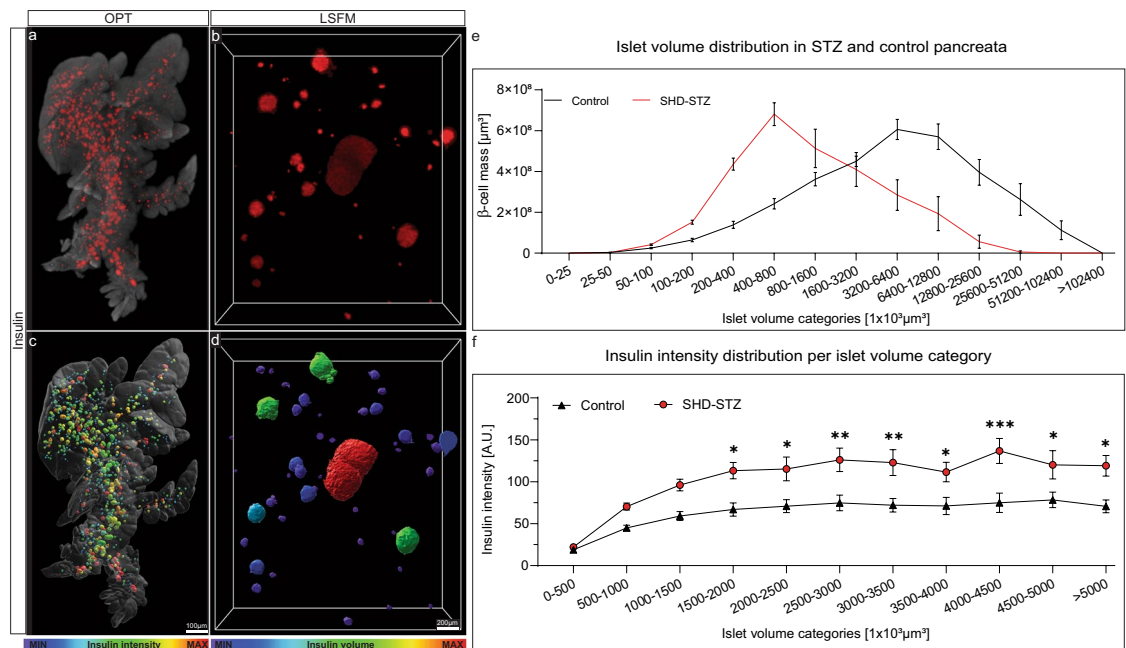 OPT
LSFM
Insulin
a
b
c
d
100µm
200µm
MIN Insulin intensity MAX
MIN Insulin volume MAX
e
Islet volume distribution in STZ and control pancreata
Control
SHD-STZ
β-cell mass [µm³]
8×10⁸
6×10⁸
4×10⁸
2×10⁸
0
0-25
25-50
50-100
100-200
200-400
400-800
800-1600
1600-3200
3200-6400
6400-12800
12800-25600
25600-51200
51200-102400
>102400
Islet volume categories [1x10³µm³]
f
Insulin intensity distribution per islet volume category
Control
SHD-STZ
Insulin intensity [A.U.]
200
150
100
50
0
*
*
**
**
*
***
*
*
0-500
500-1000
1000-1500
1500-2000
2000-2500
2500-3000
3000-3500
3500-4000
4000-4500
4500-5000
>5000
Islet volume categories [1x10³µm³]